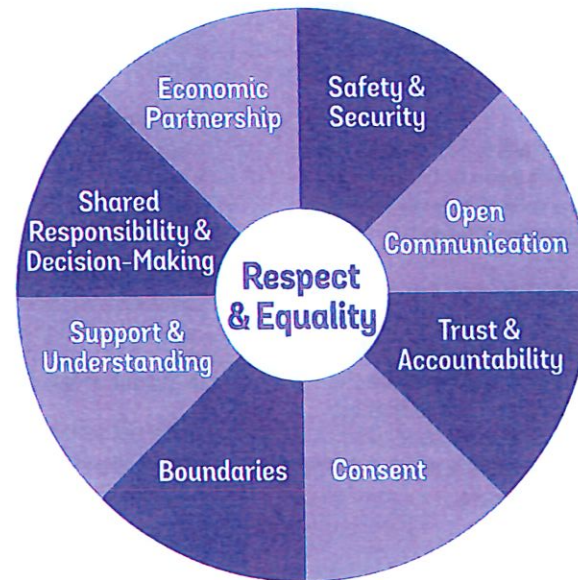 Economic
Partnership
Safety &
Security
Shared
Responsibility &
Decision-Making
Open
Communication
Respect
& Equality
Support &
Understanding
Trust &
Accountability
Boundaries
Consent